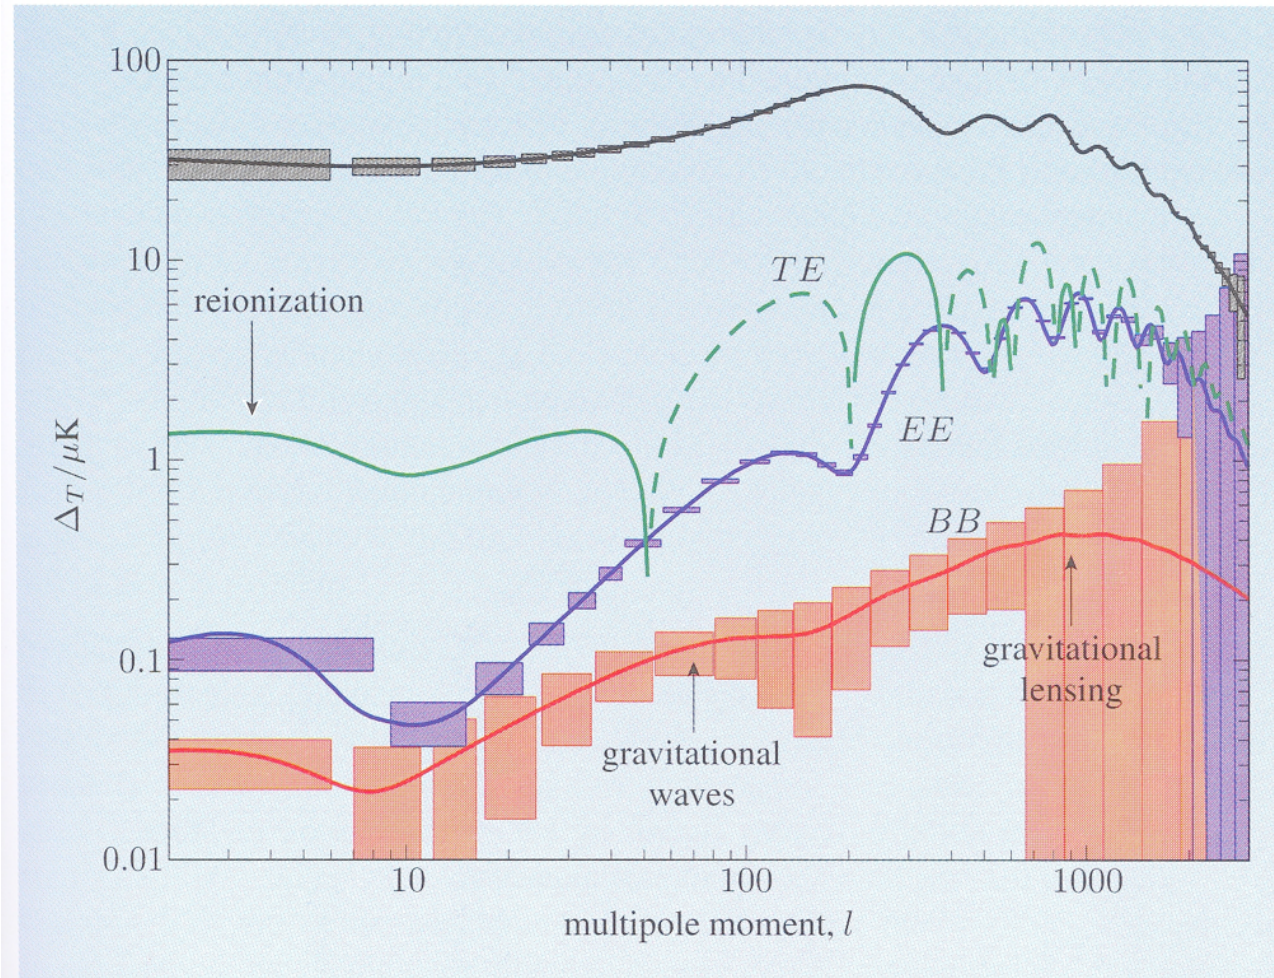 100
10
1
0.1
0.01
Δ_T / μK
reionization
TE
EE
BB
gravitational
waves
gravitational
lensing
10
100
1000
multipole moment, l